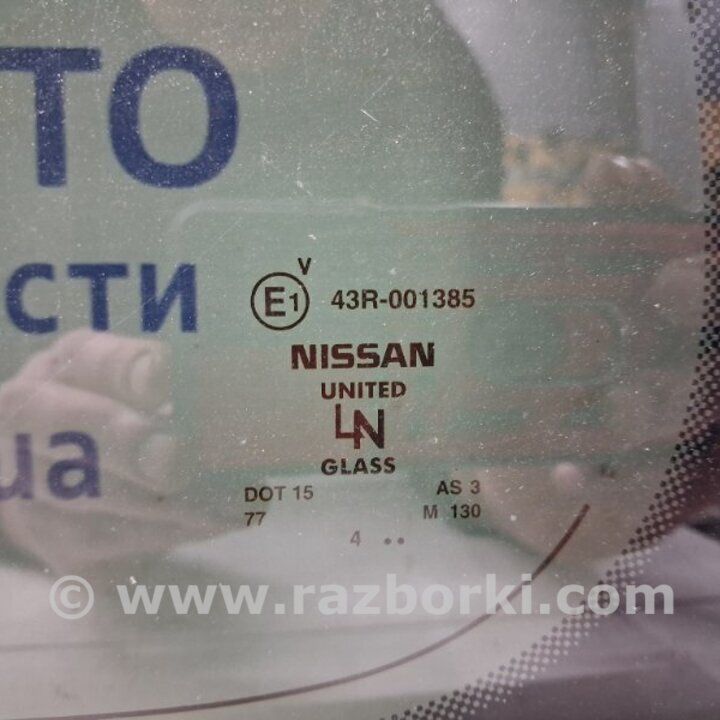 ТО
сти
ua
V
E1 43R-001385
NISSAN
UNITED
LN
GLASS
DOT 15 AS 3
77 M 130
4 ..
© www.razborki.com